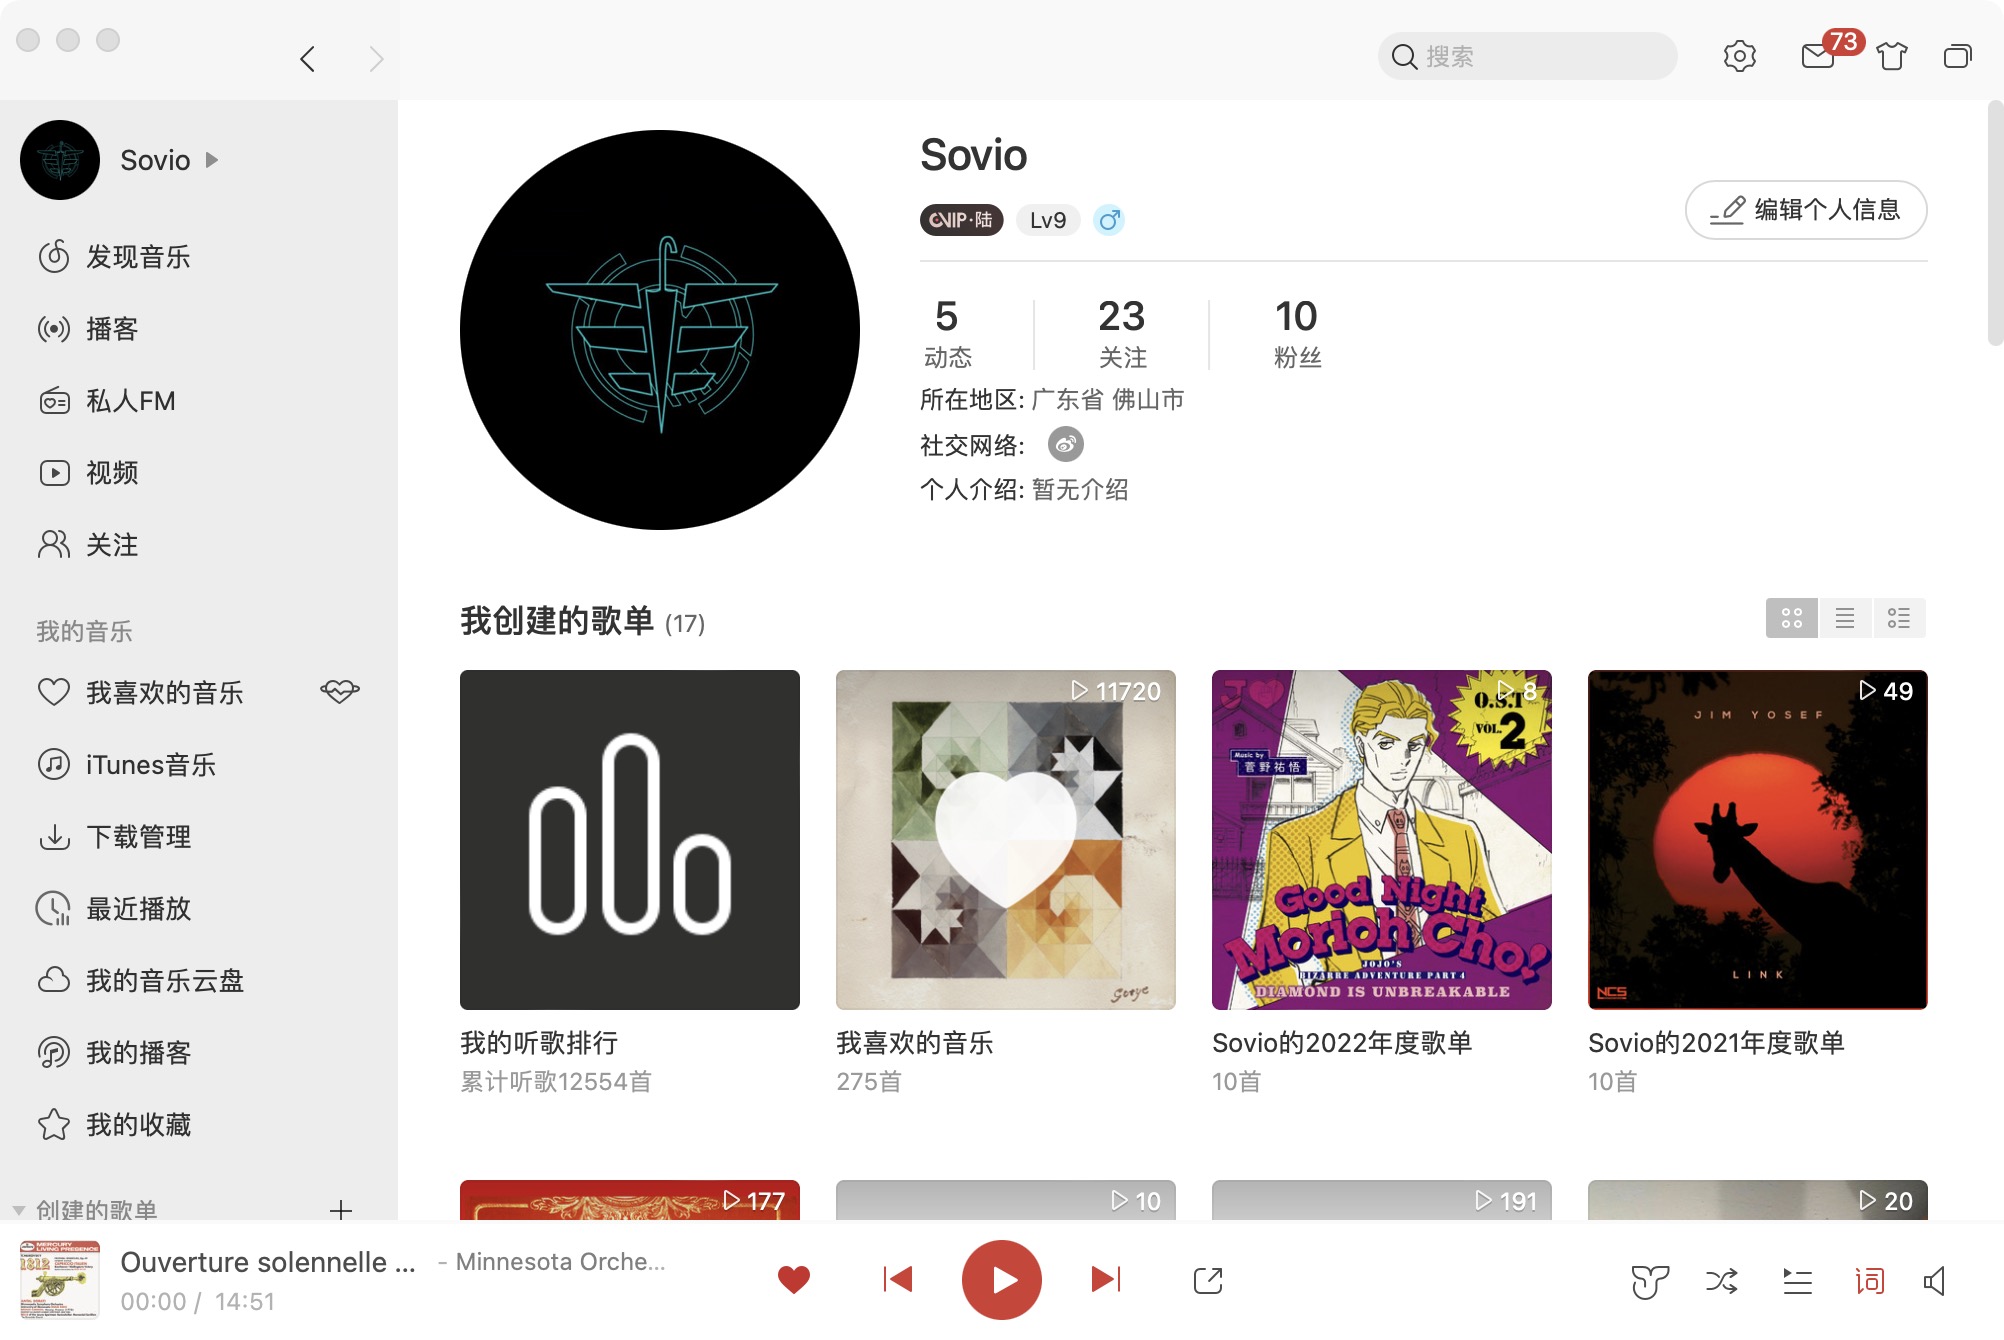 搜索
73
Sovio
发现音乐
播客
私人FM
视频
关注
我的音乐
我喜欢的音乐
iTunes音乐
下载管理
最近播放
我的音乐云盘
我的播客
我的收藏
创建的歌单
Sovio
VIP·陆
Lv9
编辑个人信息
5
动态
23
关注
10
粉丝
所在地区: 广东省 佛山市
社交网络:
个人介绍: 暂无介绍
我创建的歌单 (17)
我的听歌排行
累计听歌12554首
11720
我喜欢的音乐
275首
8
O.S.T
VOL.2
Music by
菅野祐悟
Good Night
Morioh Cho!
JOJO'S
BIZARRE ADVENTURE PART 4
DIAMOND IS UNBREAKABLE
Sovio的2022年度歌单
10首
49
JIM YOSEF
LINK
NCS
Sovio的2021年度歌单
10首
177
10
191
20
MERCURY
LIVING PRESENCE
1812
Ouverture solennelle ...
- Minnesota Orche...
00:00 / 14:51
词